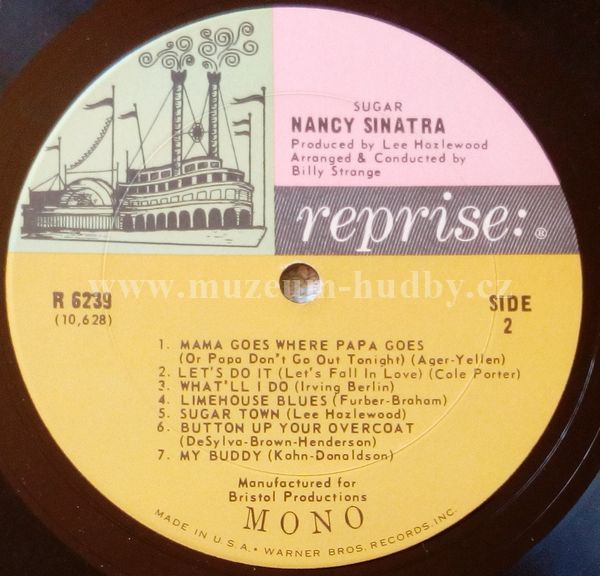 SUGAR
NANCY SINATRA
Produced by Lee Hazlewood
Arranged & Conducted by
Billy Strange
reprise: ®
www.muzeum-hudby.cz
R 6239
(10,628)
SIDE
2
1. MAMA GOES WHERE PAPA GOES
(Or Papa Don't Go Out Tonight) (Ager-Yellen)
2. LET'S DO IT (Let's Fall In Love) (Cole Porter)
3. WHAT'LL I DO (Irving Berlin)
4. LIMEHOUSE BLUES (Furber-Braham)
5. SUGAR TOWN (Lee Hazlewood)
6. BUTTON UP YOUR OVERCOAT
(DeSylva-Brown-Henderson)
7. MY BUDDY (Kahn-Donaldson)
Manufactured for
Bristol Productions
MONO
MADE IN U.S.A. • WARNER BROS. RECORDS, INC.